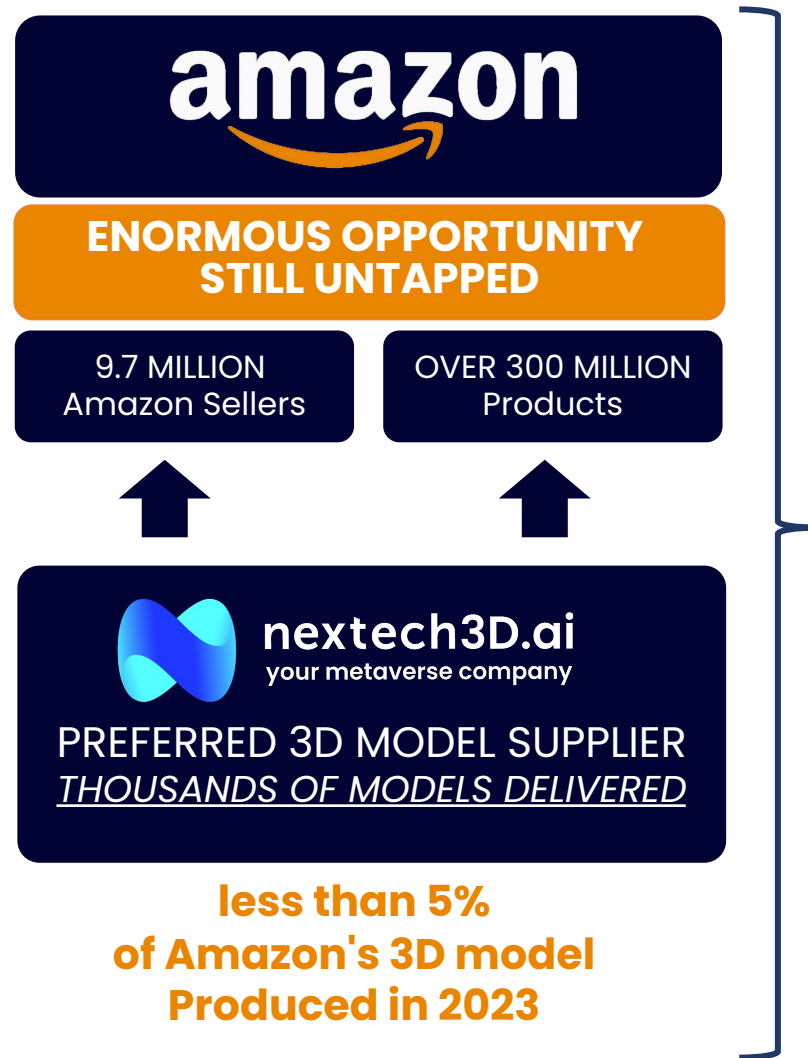 amazon
ENORMOUS OPPORTUNITY
STILL UNTAPPED
9.7 MILLION
Amazon Sellers
OVER 300 MILLION
Products
nextech3D.ai
your metaverse company
PREFERRED 3D MODEL SUPPLIER
THOUSANDS OF MODELS DELIVERED
less than 5%
of Amazon's 3D model
Produced in 2023